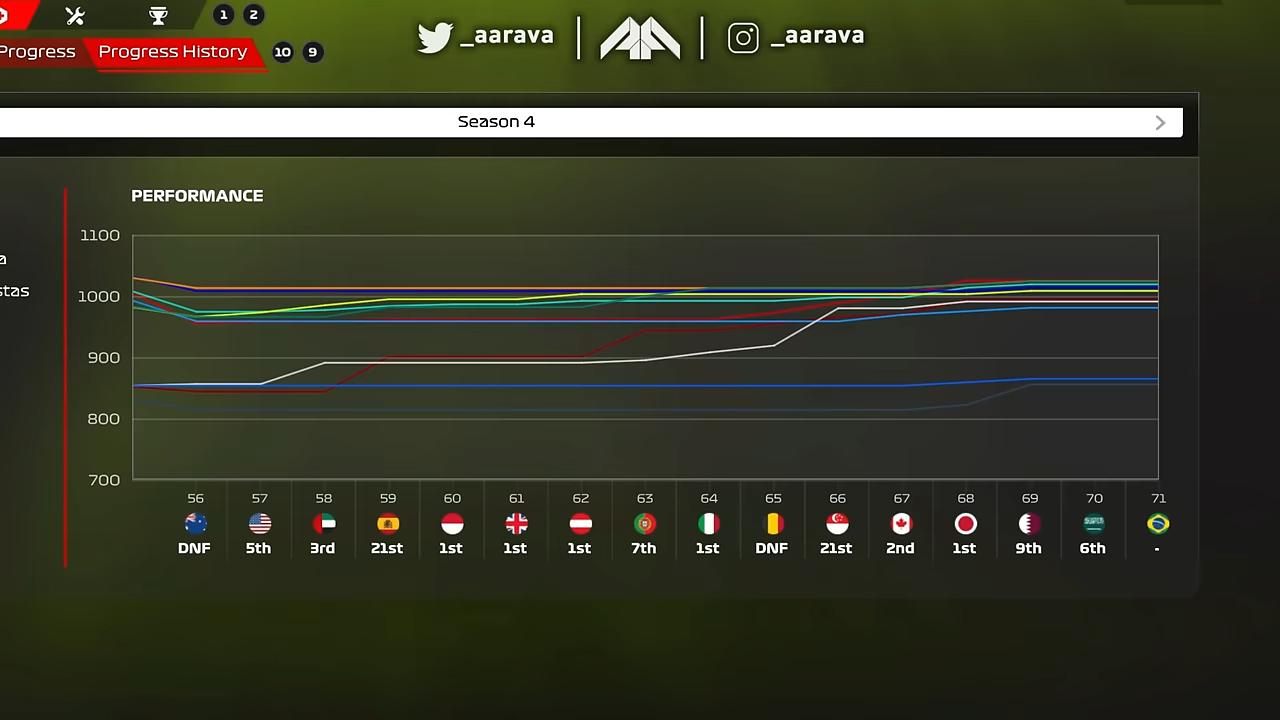 1 2
_aarava _aarava
Progress Progress History 10 9
Season 4
a
stas
PERFORMANCE
1100
1000
900
800
700
56 57 58 59 60 61 62 63 64 65 66 67 68 69 70 71
DNF 5th 3rd 21st 1st 1st 1st 7th 1st DNF 21st 2nd 1st 9th 6th -